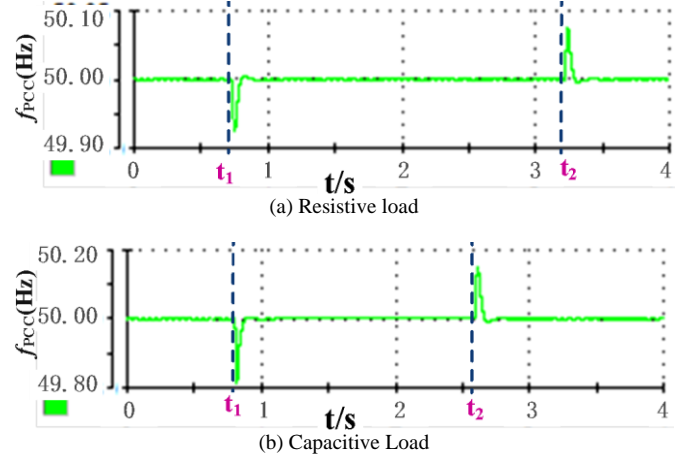 50.10
50.00
49.90
fPCC(Hz)
0 t1 1 2 3 t2 4
t/s
(a) Resistive load
50.20
50.00
49.80
fPCC(Hz)
0 t1 1 2 t2 3 4
t/s
(b) Capacitive Load